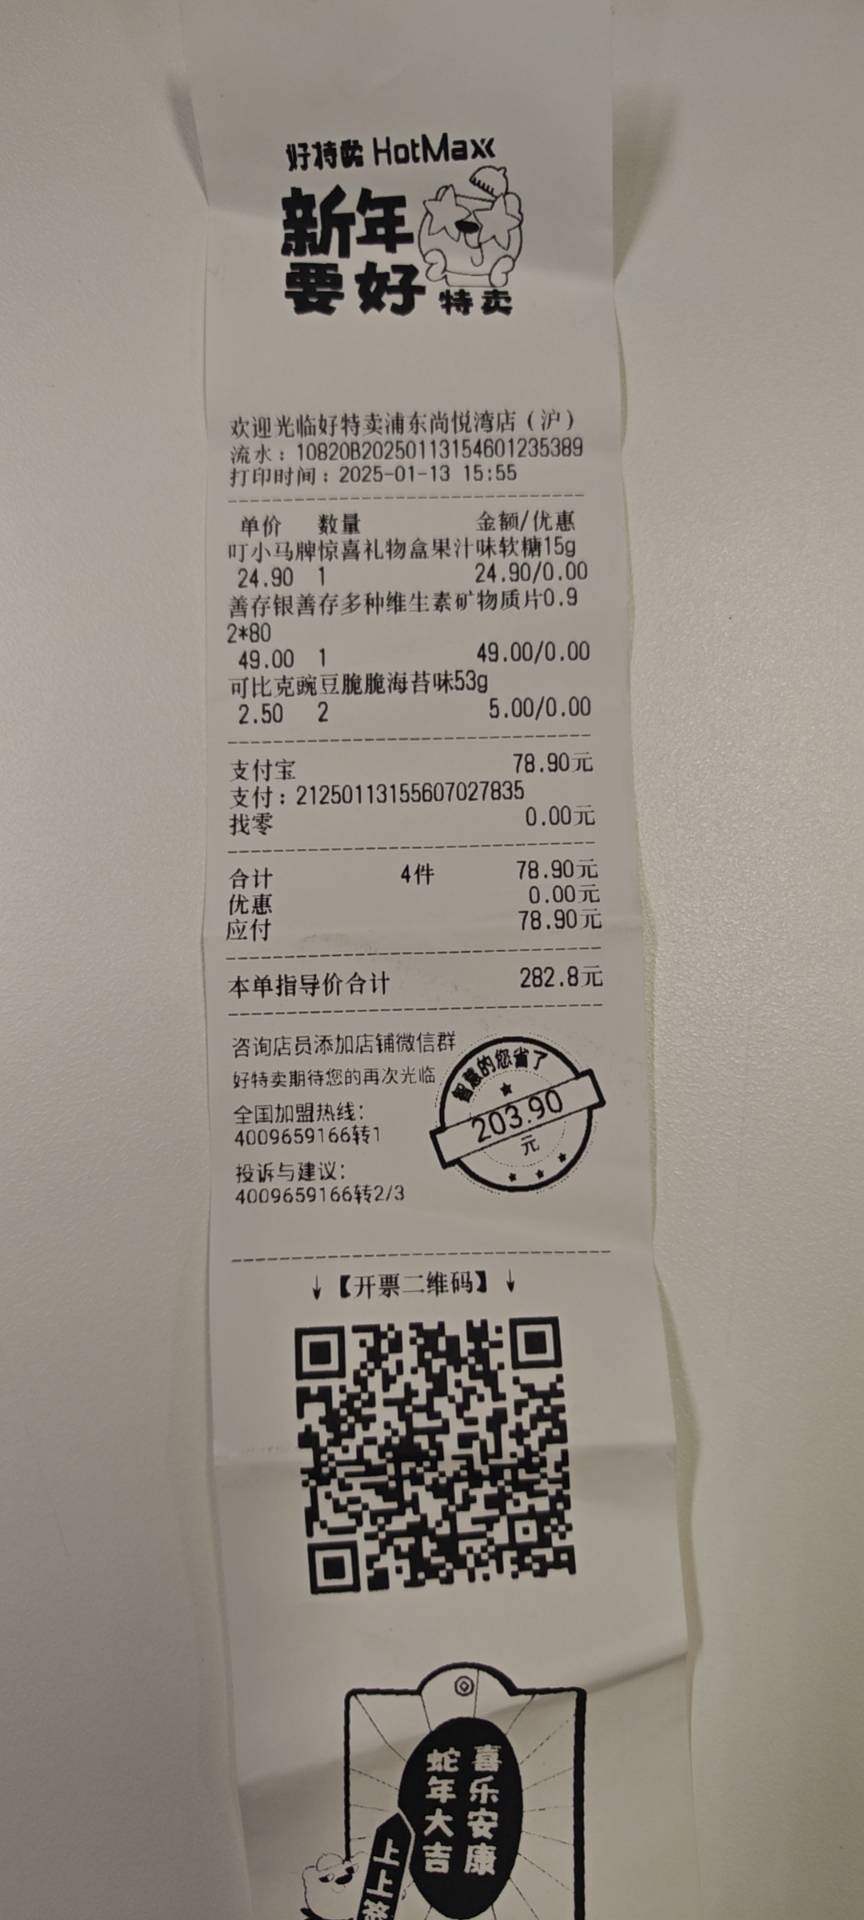 好特卖 HotMaxx
新年
要好特卖
欢迎光临好特卖浦东尚悦湾店（沪）
流水：10820B20250113154601235389
打印时间：2025-01-13 15:55
单价 数量 金额/优惠
叮小马牌惊喜礼物盒果汁味软糖15g
24.90 1 24.90/0.00
善存银善存多种维生素矿物质片0.9
2*80
49.00 1 49.00/0.00
可比克豌豆脆脆海苔味53g
2.50 2 5.00/0.00
支付宝 78.90元
支付：21250113155607027835
找零 0.00元
合计 4件 78.90元
优惠 0.00元
应付 78.90元
本单指导价合计 282.8元
咨询店员添加店铺微信群
好特卖期待您的再次光临
全国加盟热线：
4009659166转1
投诉与建议：
4009659166转2/3
智慧的您省了
203.90
元
↓【开票二维码】↓
喜乐安康
蛇年大吉
上上签